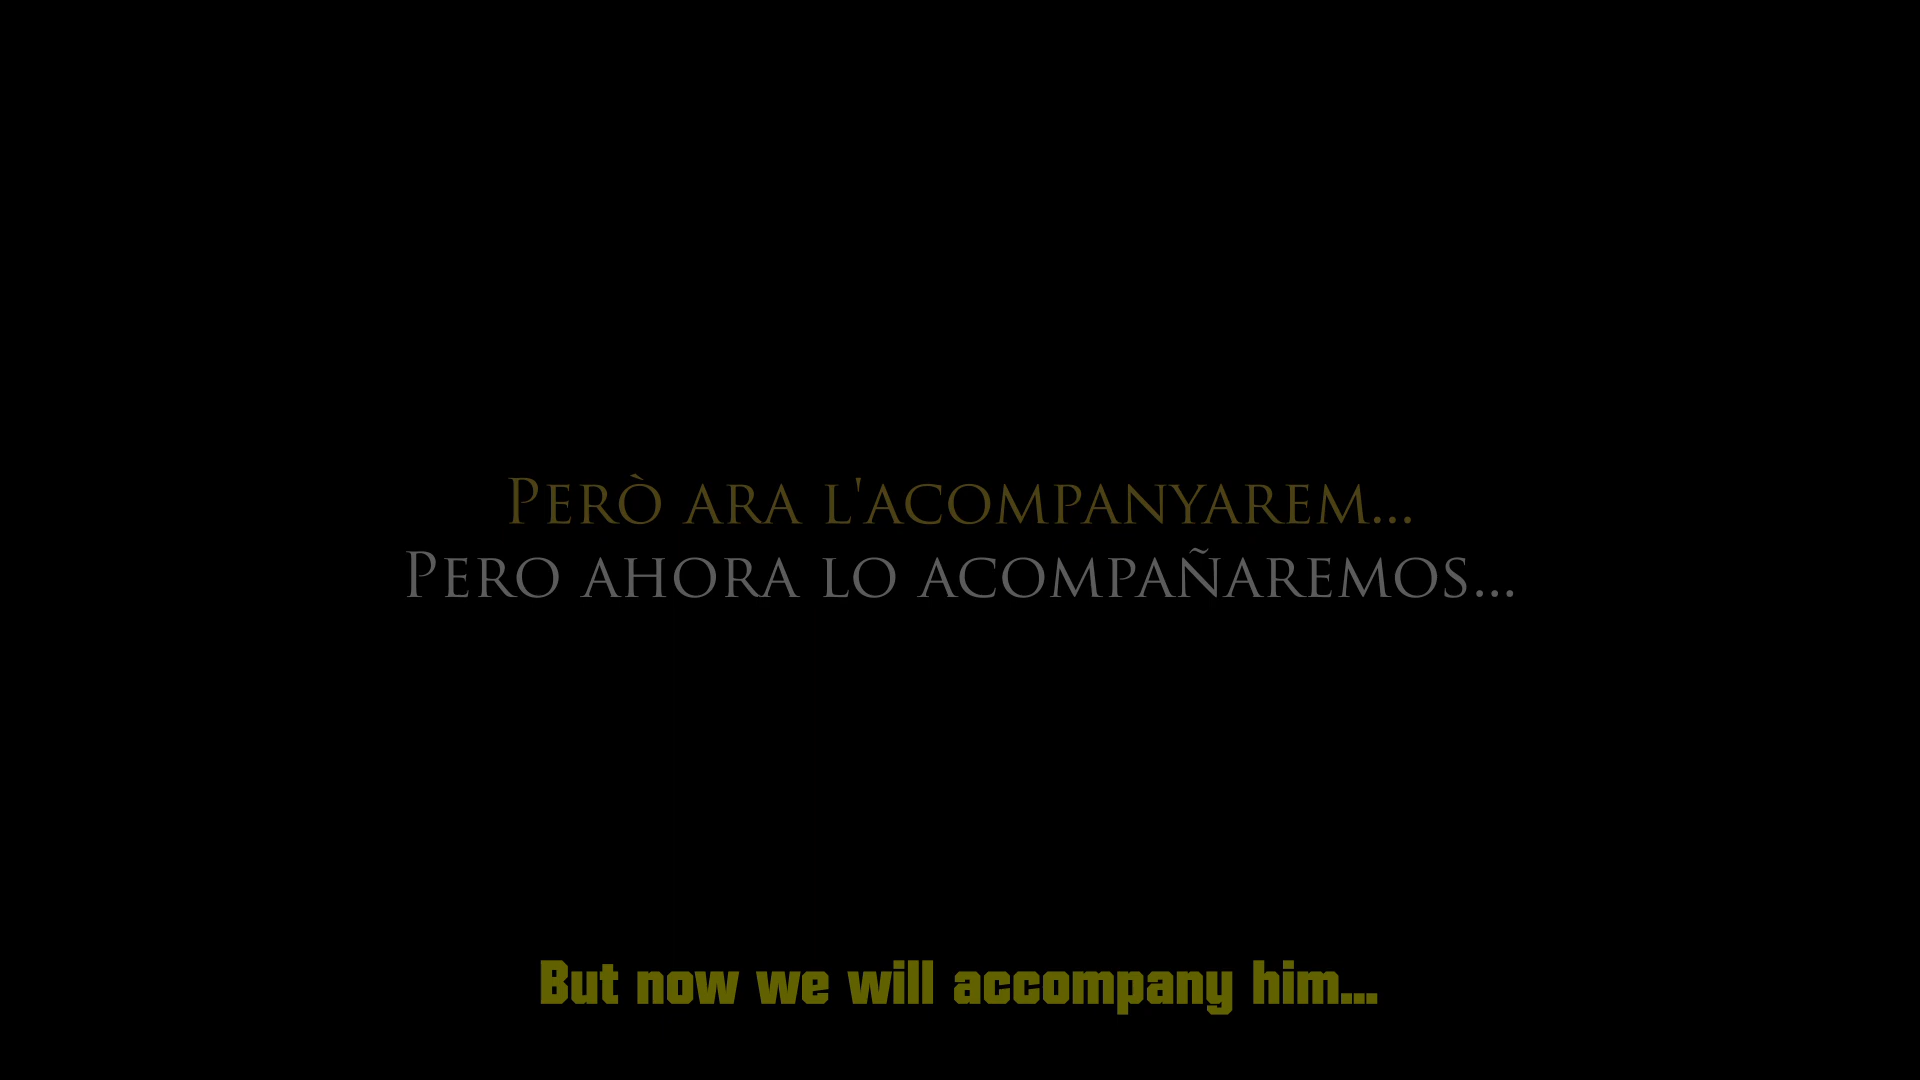 Però ara l'acompanyarem...
Pero ahora lo acompañaremos...
But now we will accompany him...